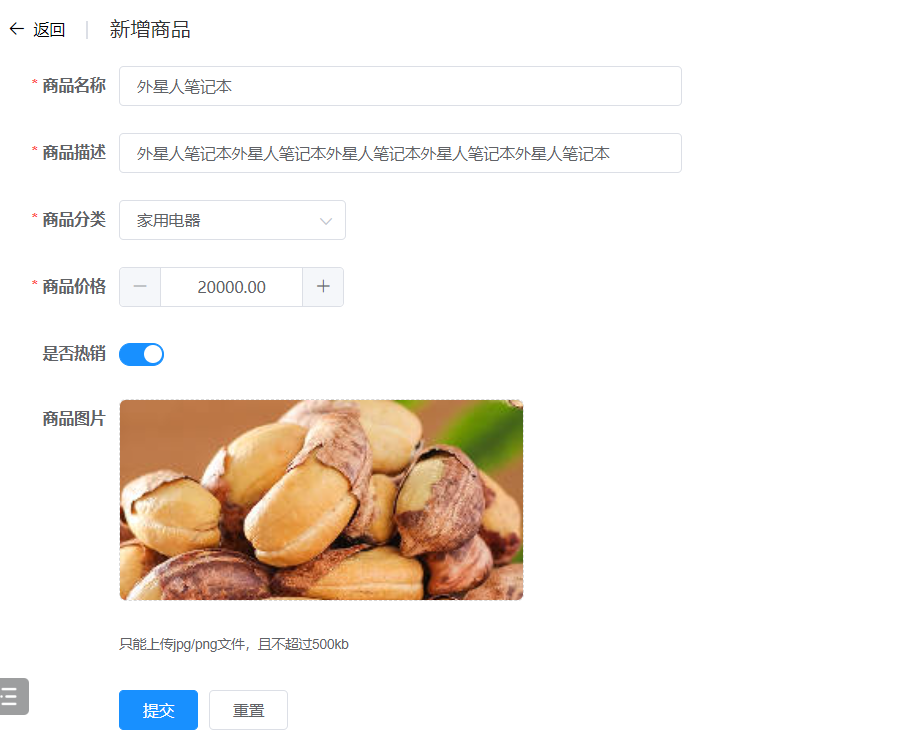 返回 新增商品
* 商品名称 外星人笔记本
* 商品描述 外星人笔记本外星人笔记本外星人笔记本外星人笔记本外星人笔记本
* 商品分类 家用电器
* 商品价格 20000.00
是否热销
商品图片
只能上传jpg/png文件，且不超过500kb
提交 重置